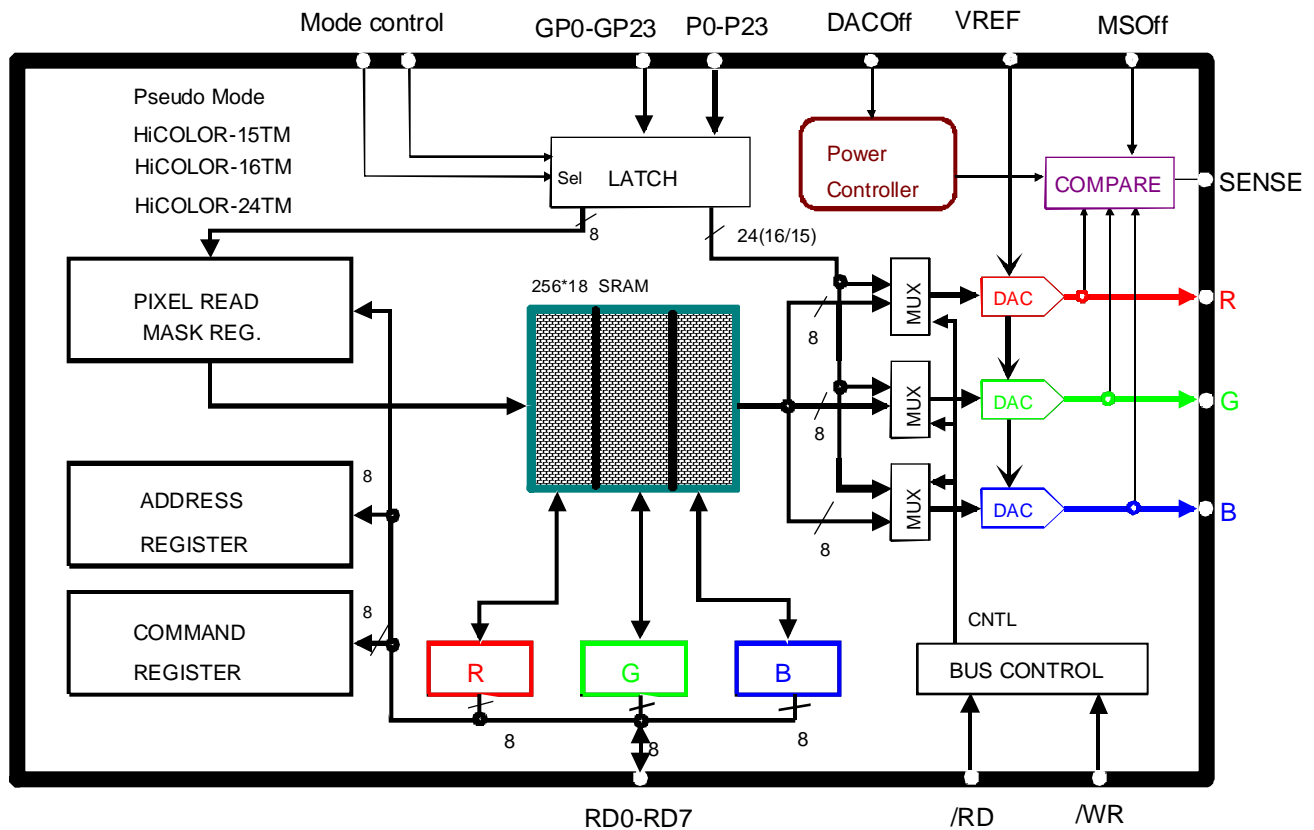 Mode control
GP0-GP23
P0-P23
DACOff
VREF
MSOff
Pseudo Mode
HiCOLOR-15TM
HiCOLOR-16TM
HiCOLOR-24TM
Sel
LATCH
Power
Controller
COMPARE
SENSE
8
24(16/15)
PIXEL READ
MASK REG.
256*18 SRAM
8
MUX
DAC
R
8
MUX
DAC
G
8
MUX
DAC
B
8
ADDRESS
REGISTER
8
COMMAND
REGISTER
R
G
B
8
8
8
CNTL
BUS CONTROL
RD0-RD7
/RD
/WR